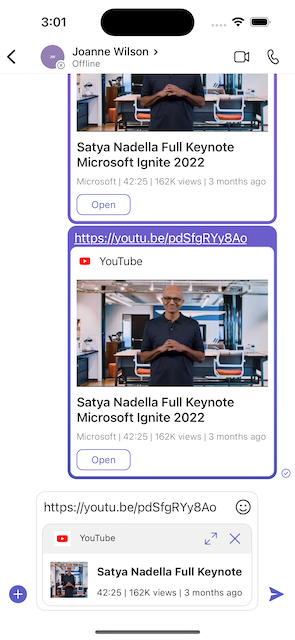 3:01
Joanne Wilson
Offline
Satya Nadella Full Keynote
Microsoft Ignite 2022
Microsoft | 42:25 | 162K views | 3 months ago
Open
https://youtu.be/pdSfgRYy8Ao
YouTube
Satya Nadella Full Keynote
Microsoft Ignite 2022
Microsoft | 42:25 | 162K views | 3 months ago
Open
https://youtu.be/pdSfgRYy8Ao
YouTube
Satya Nadella Full Keynote
42:25 | 162K views | 3 months ago